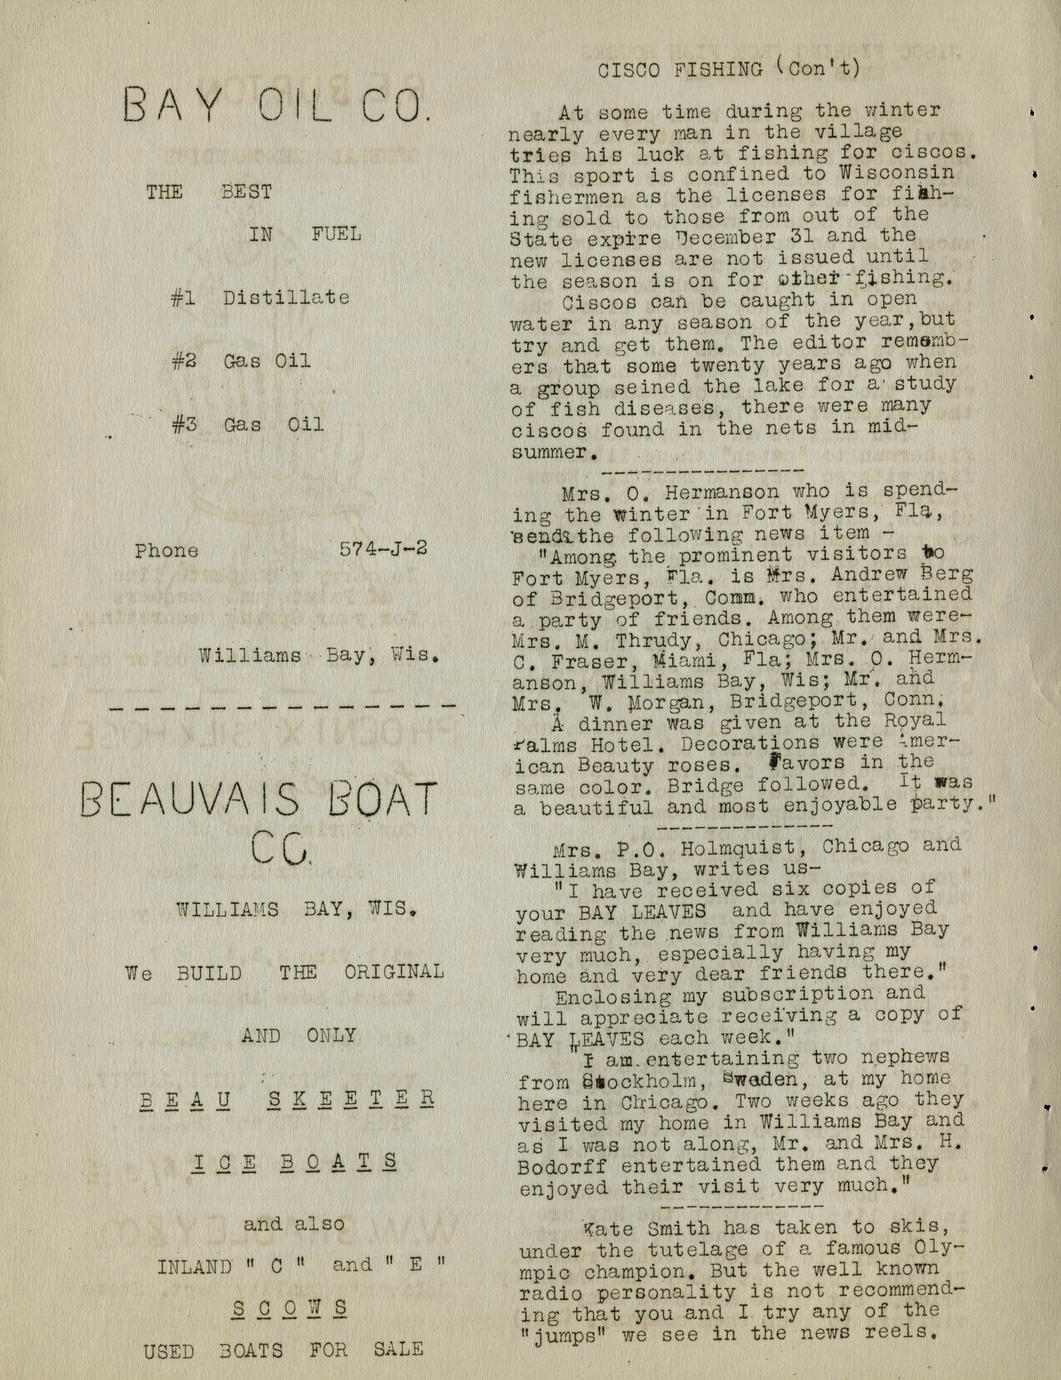 BAY OIL CO.
THE BEST
IN FUEL
#1 Distillate
#2 Gas Oil
#3 Gas Oil
Phone 574-J-2
Williams Bay, Wis.
BEAUVAIS BOAT
CO.
WILLIAMS BAY, WIS.
We BUILD THE ORIGINAL
AND ONLY
BEAU SKEETER
ICE BOATS
and also
INLAND " C " and " E "
SCOWS
USED BOATS FOR SALE
CISCO FISHING (Con't)
At some time during the winter
nearly every man in the village
tries his luck at fishing for ciscos.
This sport is confined to Wisconsin
fishermen as the licenses for fish-
ing sold to those from out of the
State expire December 31 and the
new licenses are not issued until
the season is on for other fishing.
Ciscos can be caught in open
water in any season of the year,but
try and get them. The editor rememb-
ers that some twenty years ago when
a group seined the lake for a study
of fish diseases, there were many
ciscos found in the nets in mid-
summer.
Mrs. O. Hermanson who is spend-
ing the winter in Fort Myers, Fla,
sends the following news item -
"Among the prominent visitors to
Fort Myers, Fla. is Mrs. Andrew Berg
of Bridgeport, Conn. who entertained
a party of friends. Among them were-
Mrs. M. Thrudy, Chicago; Mr. and Mrs.
C. Fraser, Miami, Fla; Mrs. O. Herm-
anson, Williams Bay, Wis; Mr. and
Mrs. W. Morgan, Bridgeport, Conn.
A dinner was given at the Royal
Palms Hotel. Decorations were Amer-
ican Beauty roses. Favors in the
same color. Bridge followed. It was
a beautiful and most enjoyable party."
Mrs. P.O. Holmquist, Chicago and
Williams Bay, writes us-
"I have received six copies of
your BAY LEAVES and have enjoyed
reading the news from Williams Bay
very much, especially having my
home and very dear friends there."
Enclosing my subscription and
will appreciate receiving a copy of
BAY LEAVES each week."
"I am entertaining two nephews
from Stockholm, Sweden, at my home
here in Chicago. Two weeks ago they
visited my home in Williams Bay and
as I was not along, Mr. and Mrs. H.
Bodorff entertained them and they
enjoyed their visit very much."
Kate Smith has taken to skis,
under the tutelage of a famous Oly-
mpic champion. But the well known
radio personality is not recommend-
ing that you and I try any of the
"jumps" we see in the news reels.